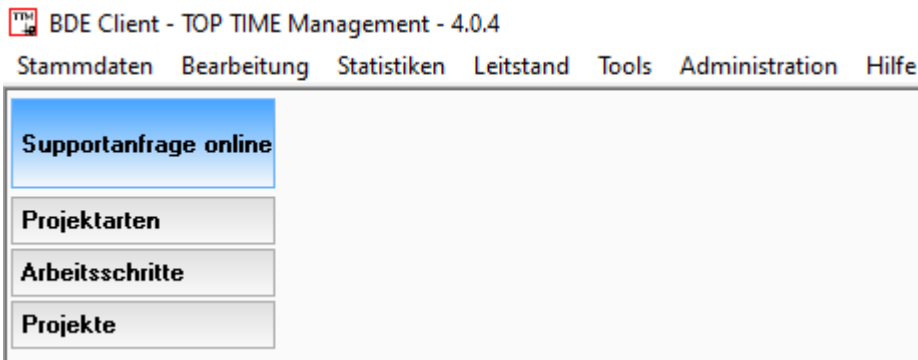 BDE Client - TOP TIME Management - 4.0.4
Stammdaten Bearbeitung Statistiken Leitstand Tools Administration Hilfe
Supportanfrage online
Projektarten
Arbeitsschritte
Projekte